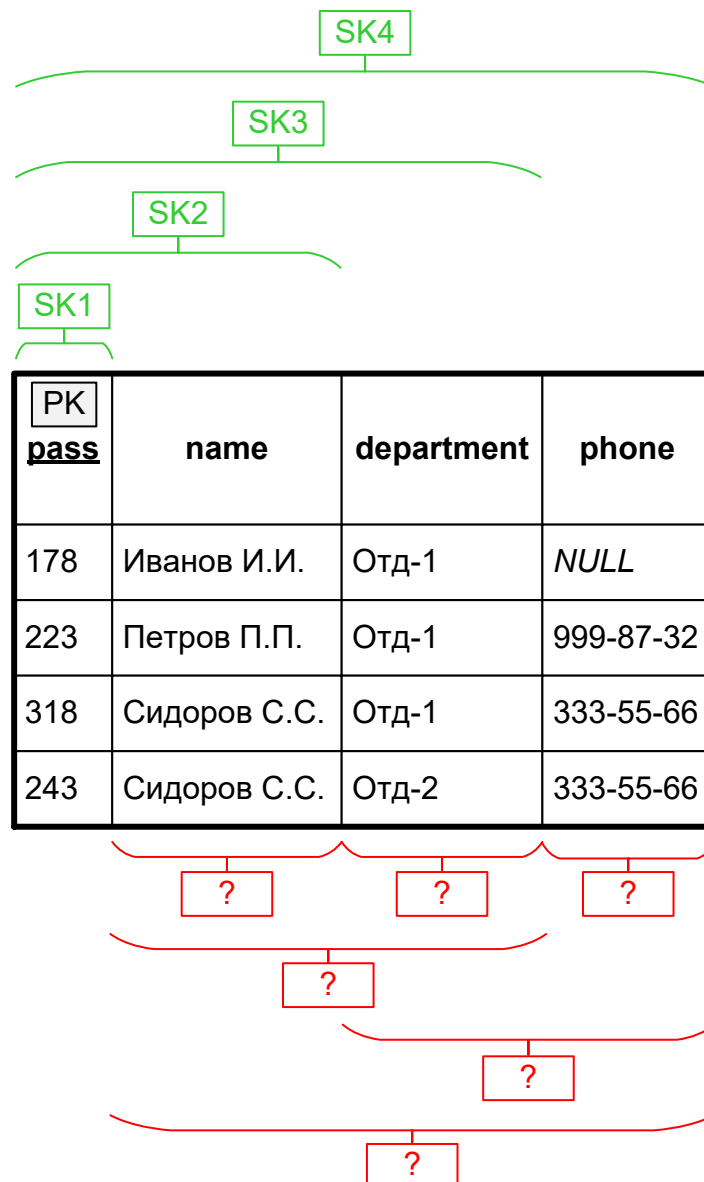 SK4
SK3
SK2
SK1
PK
pass name department phone
178 Иванов И.И. Отд-1 NULL
223 Петров П.П. Отд-1 999-87-32
318 Сидоров С.С. Отд-1 333-55-66
243 Сидоров С.С. Отд-2 333-55-66
? ? ?
?
?
?